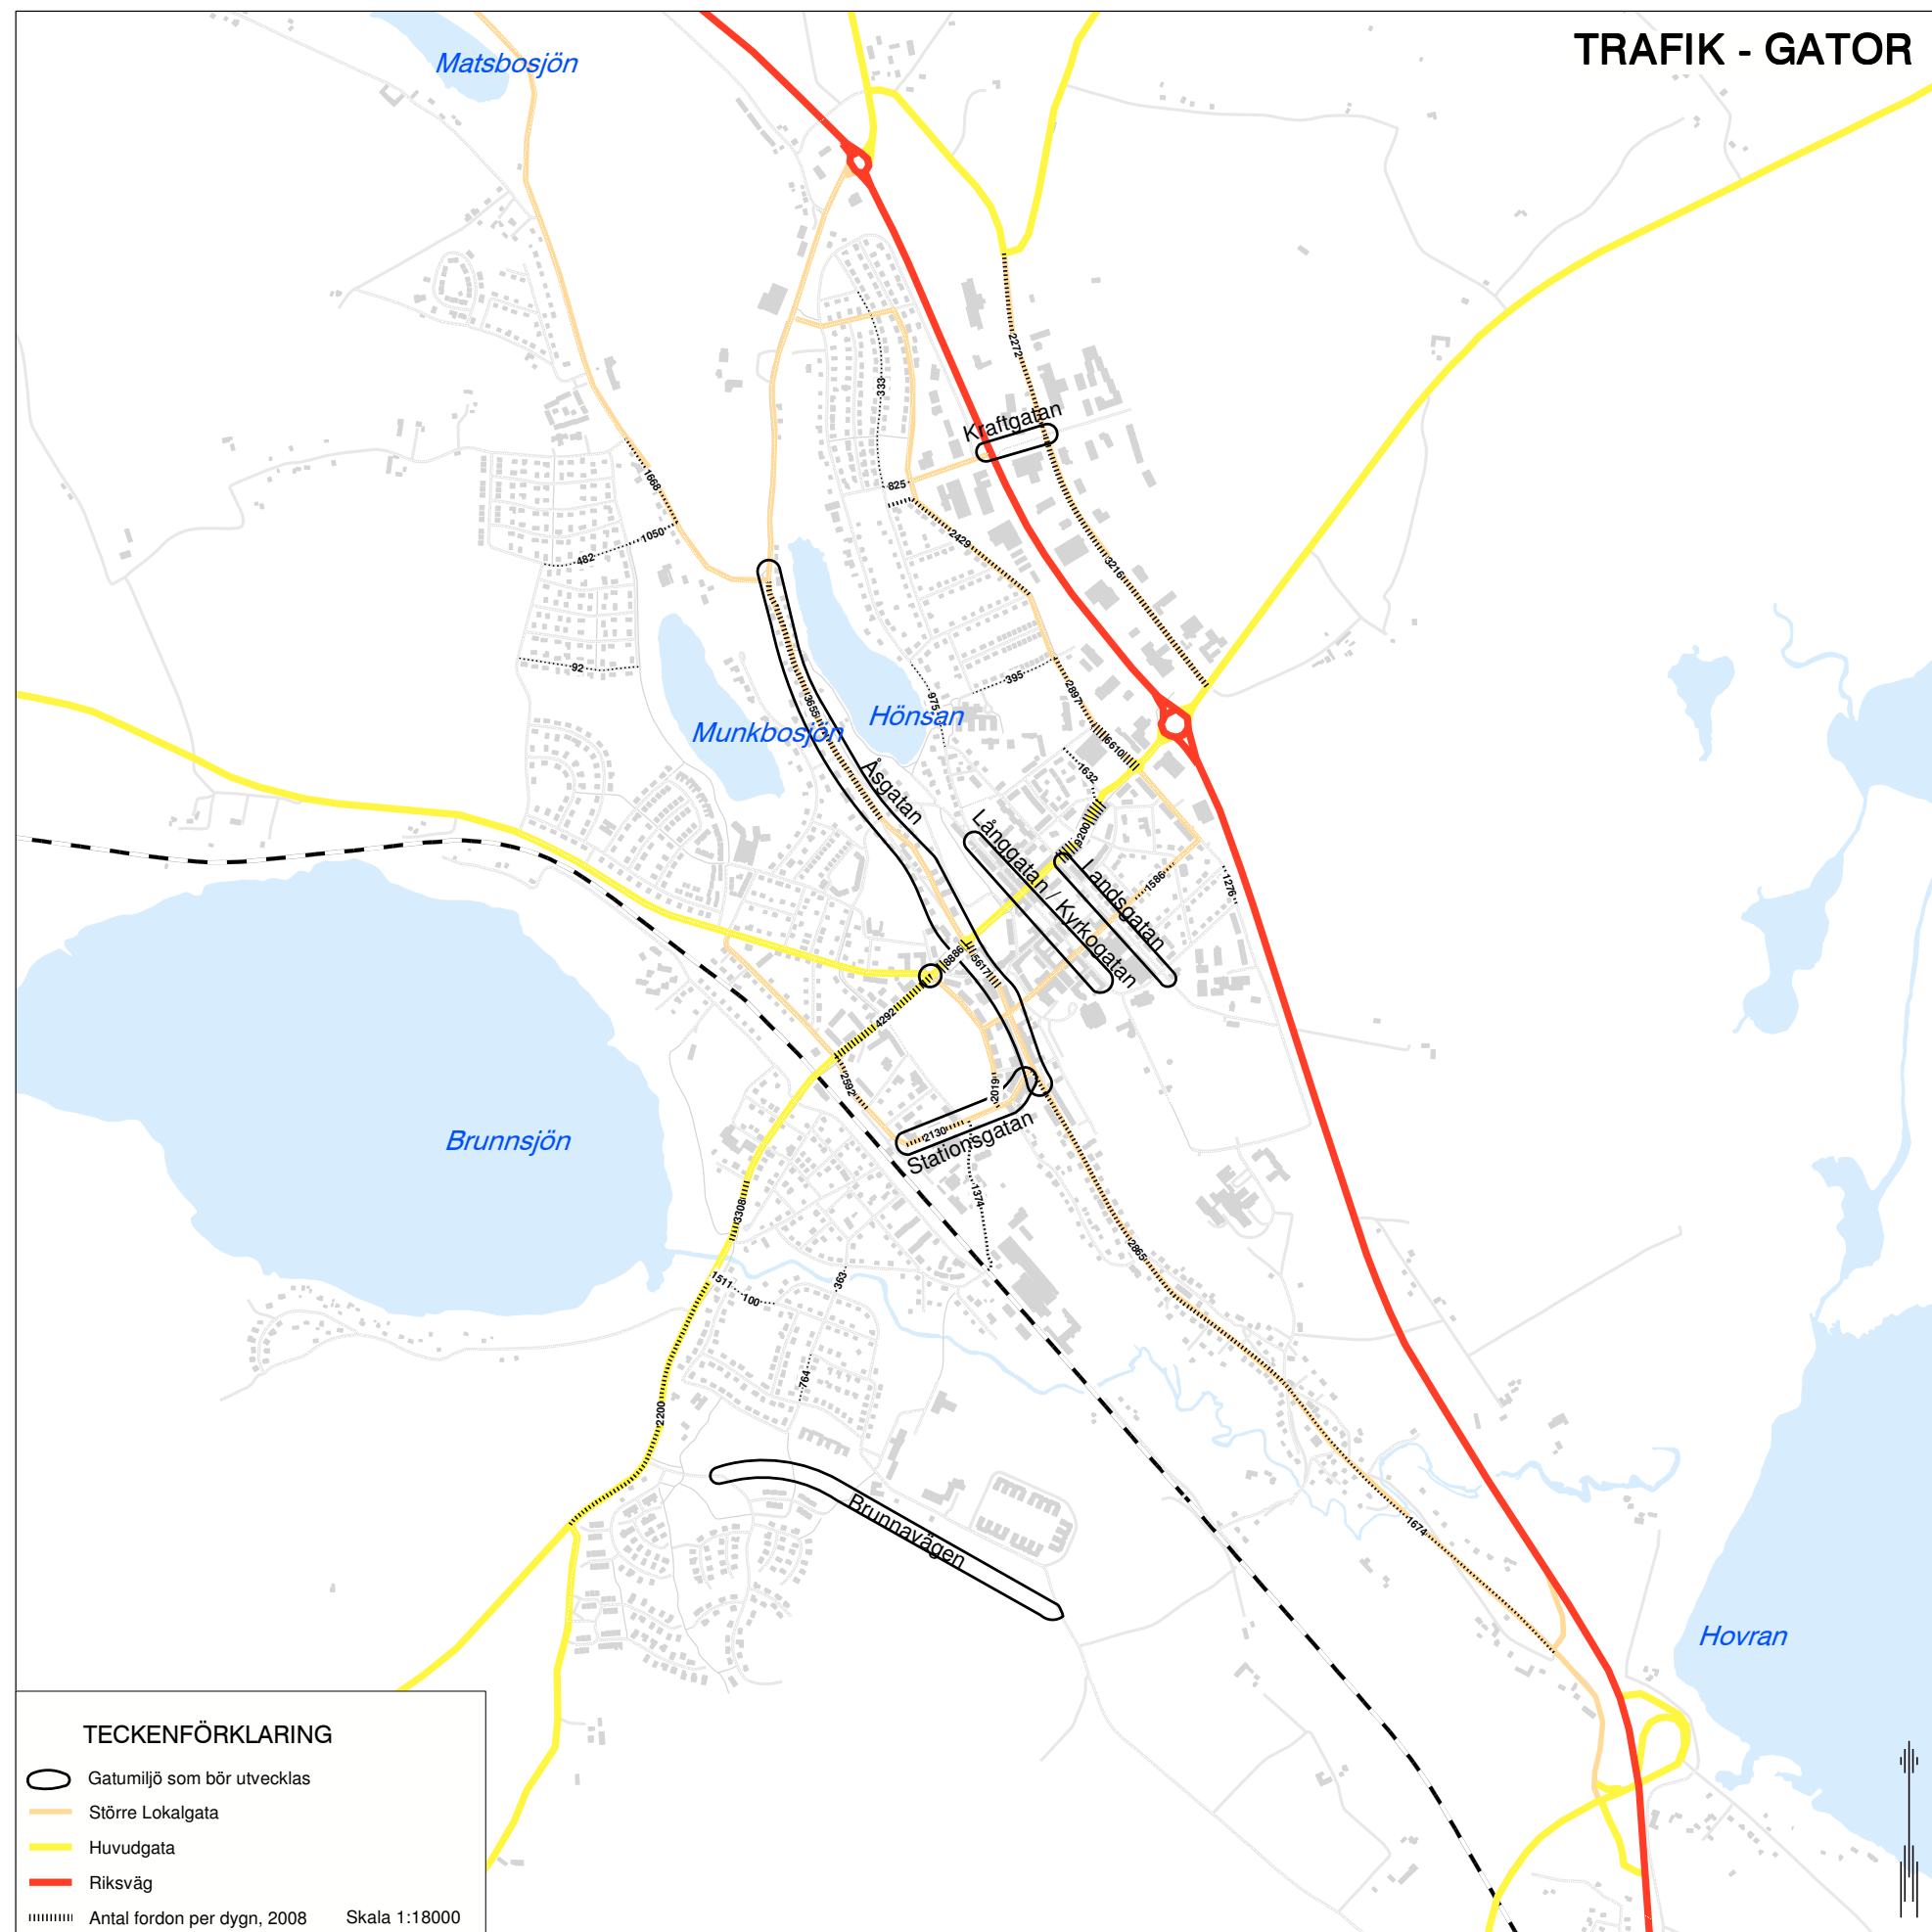 TRAFIK - GATOR
Matsbosjön
2272
333
Kraftgatan
1668
825
1050
482
2429
3216
92
395
975
2897
3655
Hönsan
Munkbosjön
6610
1632
Åsgatan
9200
Långgatan / Kyrkogatan
Landsgatan
1586
1276
8886
5617
4292
2592
2019
2130
Stationsgatan
Brunnsjön
1374
3308
2865
1511
100
363
764
2200
Brunnavägen
1674
Hovran
TECKENFÖRKLARING
Gatumiljö som bör utvecklas
Större Lokalgata
Huvudgata
Riksväg
Antal fordon per dygn, 2008 Skala 1:18000